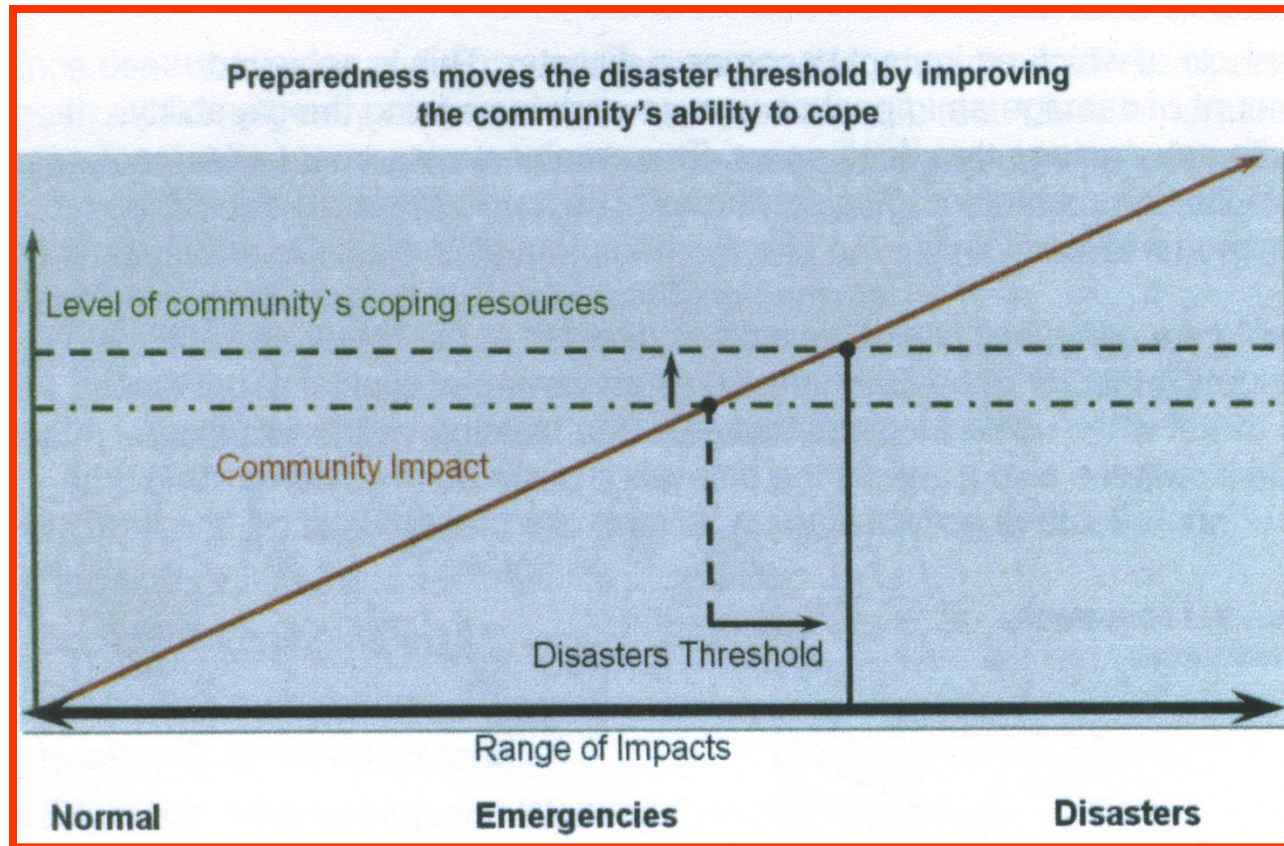 Preparedness moves the disaster threshold by improving
the community's ability to cope
Level of community`s coping resources
Community Impact
Disasters Threshold
Range of Impacts
Normal Emergencies Disasters